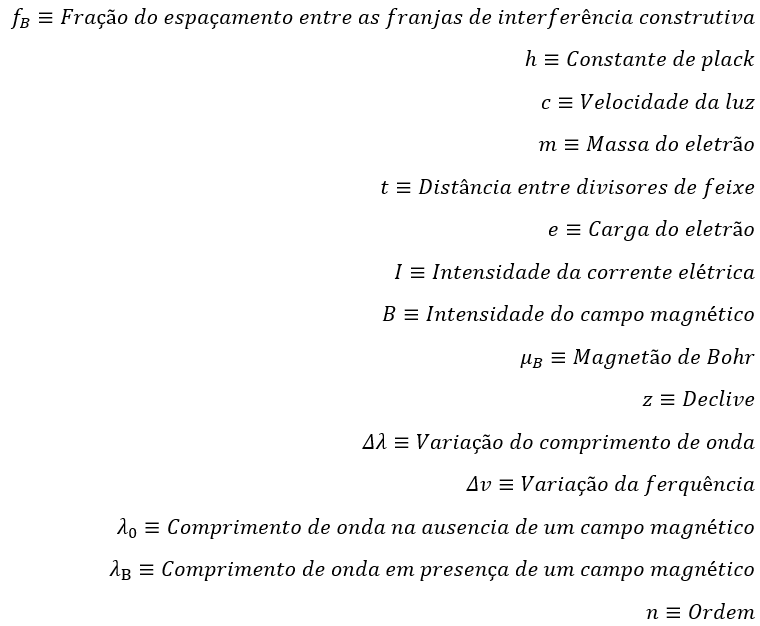 f_B ≡ Fração do espaçamento entre as franjas de interferência construtiva
h ≡ Constante de plack
c ≡ Velocidade da luz
m ≡ Massa do eletrão
t ≡ Distância entre divisores de feixe
e ≡ Carga do eletrão
I ≡ Intensidade da corrente elétrica
B ≡ Intensidade do campo magnético
μ_B ≡ Magnetão de Bohr
z ≡ Declive
Δλ ≡ Variação do comprimento de onda
Δv ≡ Variação da ferquência
λ_0 ≡ Comprimento de onda na ausencia de um campo magnético
λ_B ≡ Comprimento de onda em presença de um campo magnético
n ≡ Ordem